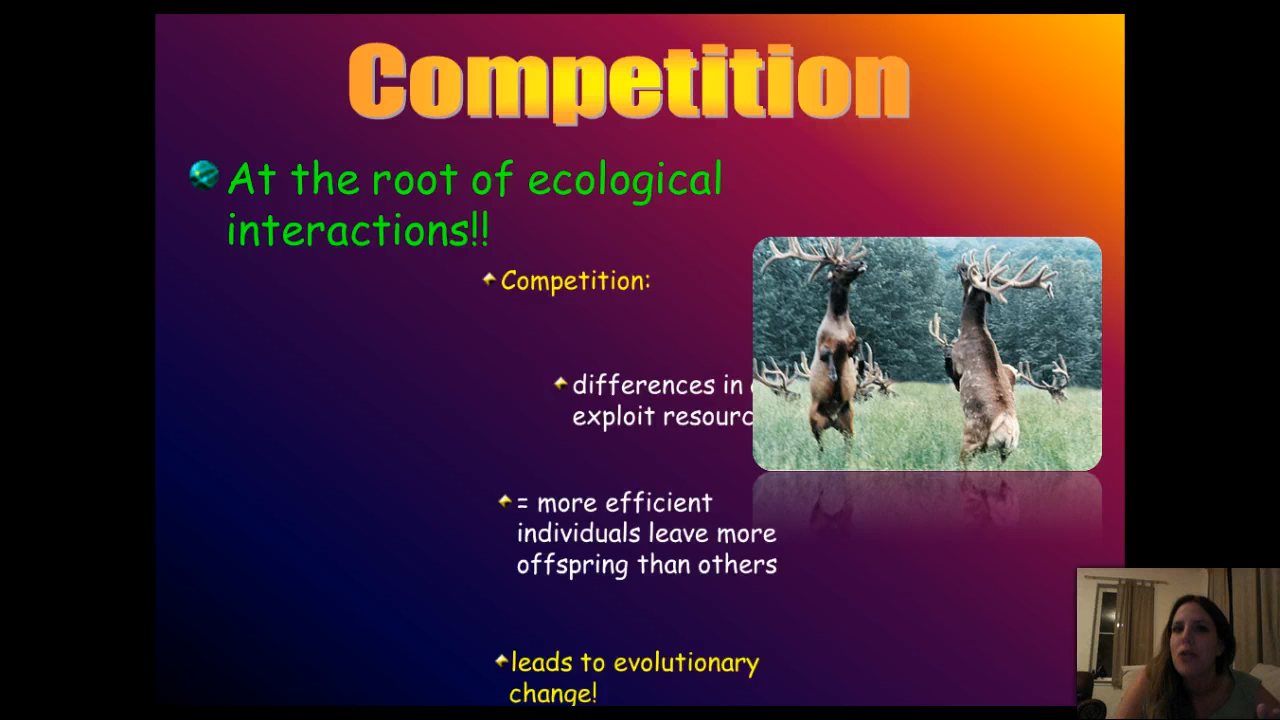 Competition
At the root of ecological
interactions!!
Competition:
differences in
exploit
= more efficient
individuals leave more
offspring than others
leads to evolutionary
change!